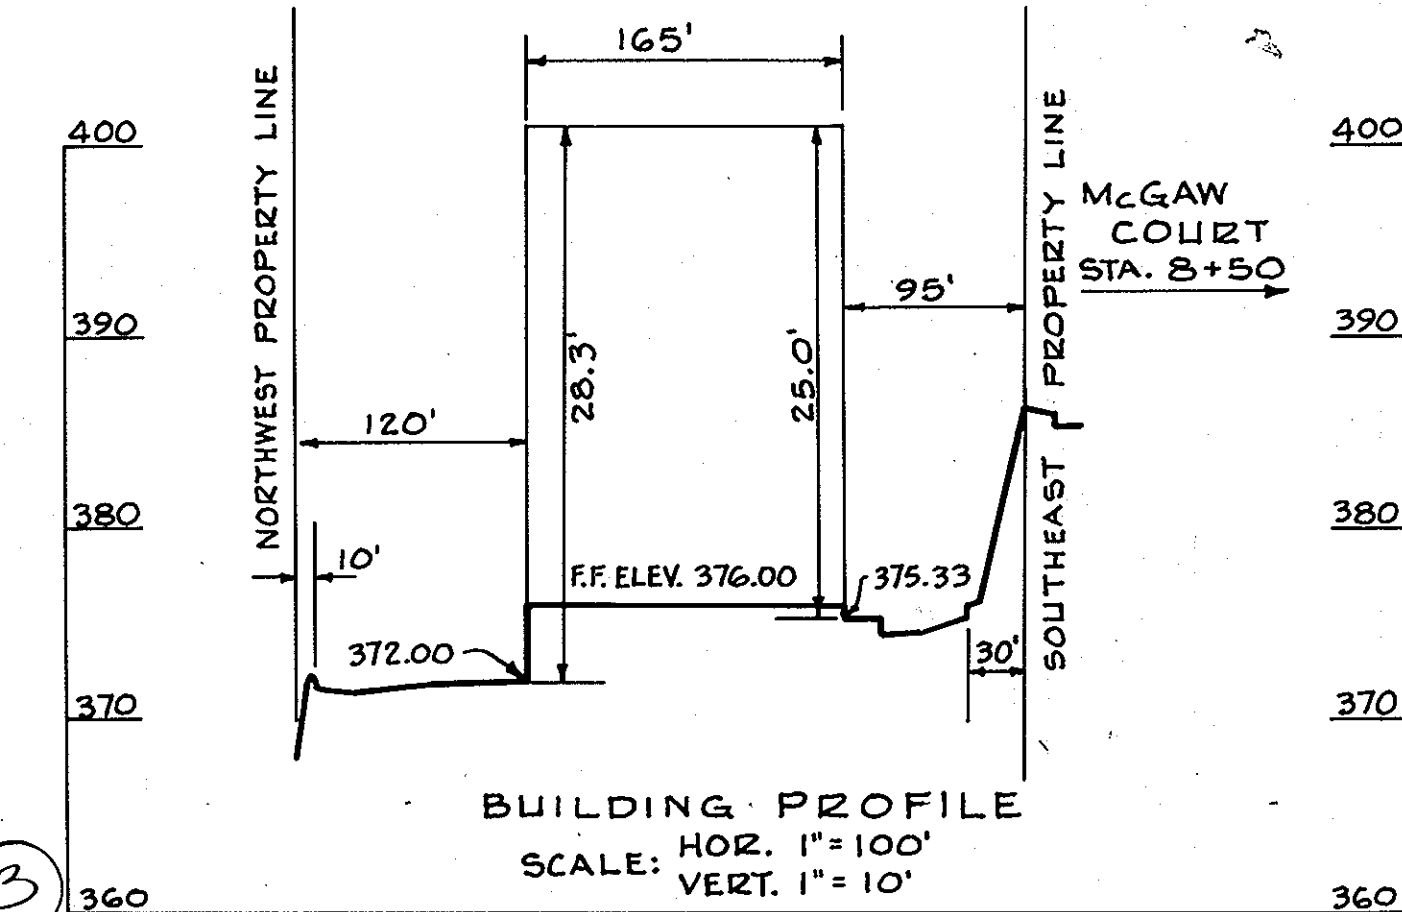 165'
400
400
NORTHWEST PROPERTY LINE
SOUTHEAST PROPERTY LINE
McGAW
COURT
STA. 8+50
95'
390
390
28.3'
25.0'
120'
380
380
10'
F.F. ELEV. 376.00
375.33
372.00
30'
370
370
BUILDING PROFILE
SCALE: HOR. 1"=100'
VERT. 1"=10'
3
360
360